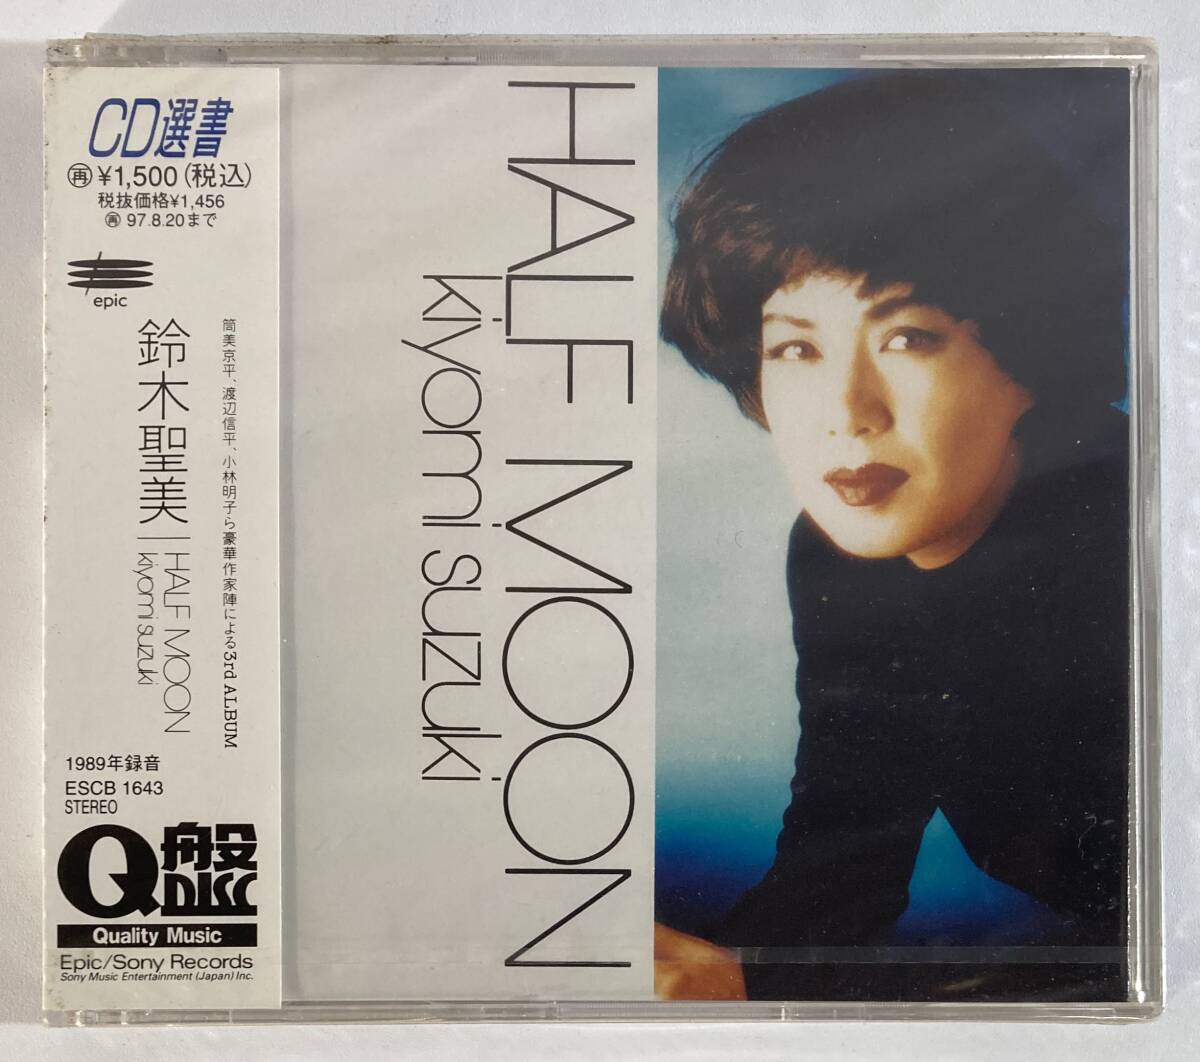 CD選書
㊝¥1,500(税込)
税抜価格¥1,456
97.8.20まで
epic
筒美京平、渡辺信平、小林明子ら豪華作家陣による3rd ALBUM
鈴木聖美
HALF MOON
kiyomi suzuki
1989年録音
ESCB 1643
STEREO
Q盤
DISC
Quality Music
Epic/Sony Records
Sony Music Entertainment (Japan) Inc.
HALF MOON
kiyomi suzuki